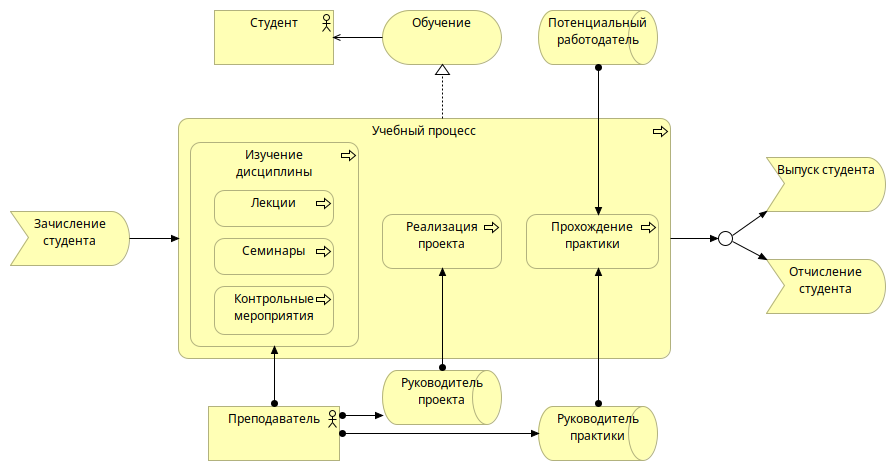 Студент
Обучение
Потенциальный
работодатель
Учебный процесс
Изучение
дисциплины
Лекции
Семинары
Контрольные
мероприятия
Реализация
проекта
Прохождение
практики
Зачисление
студента
Выпуск студента
Отчисление
студента
Преподаватель
Руководитель
проекта
Руководитель
практики